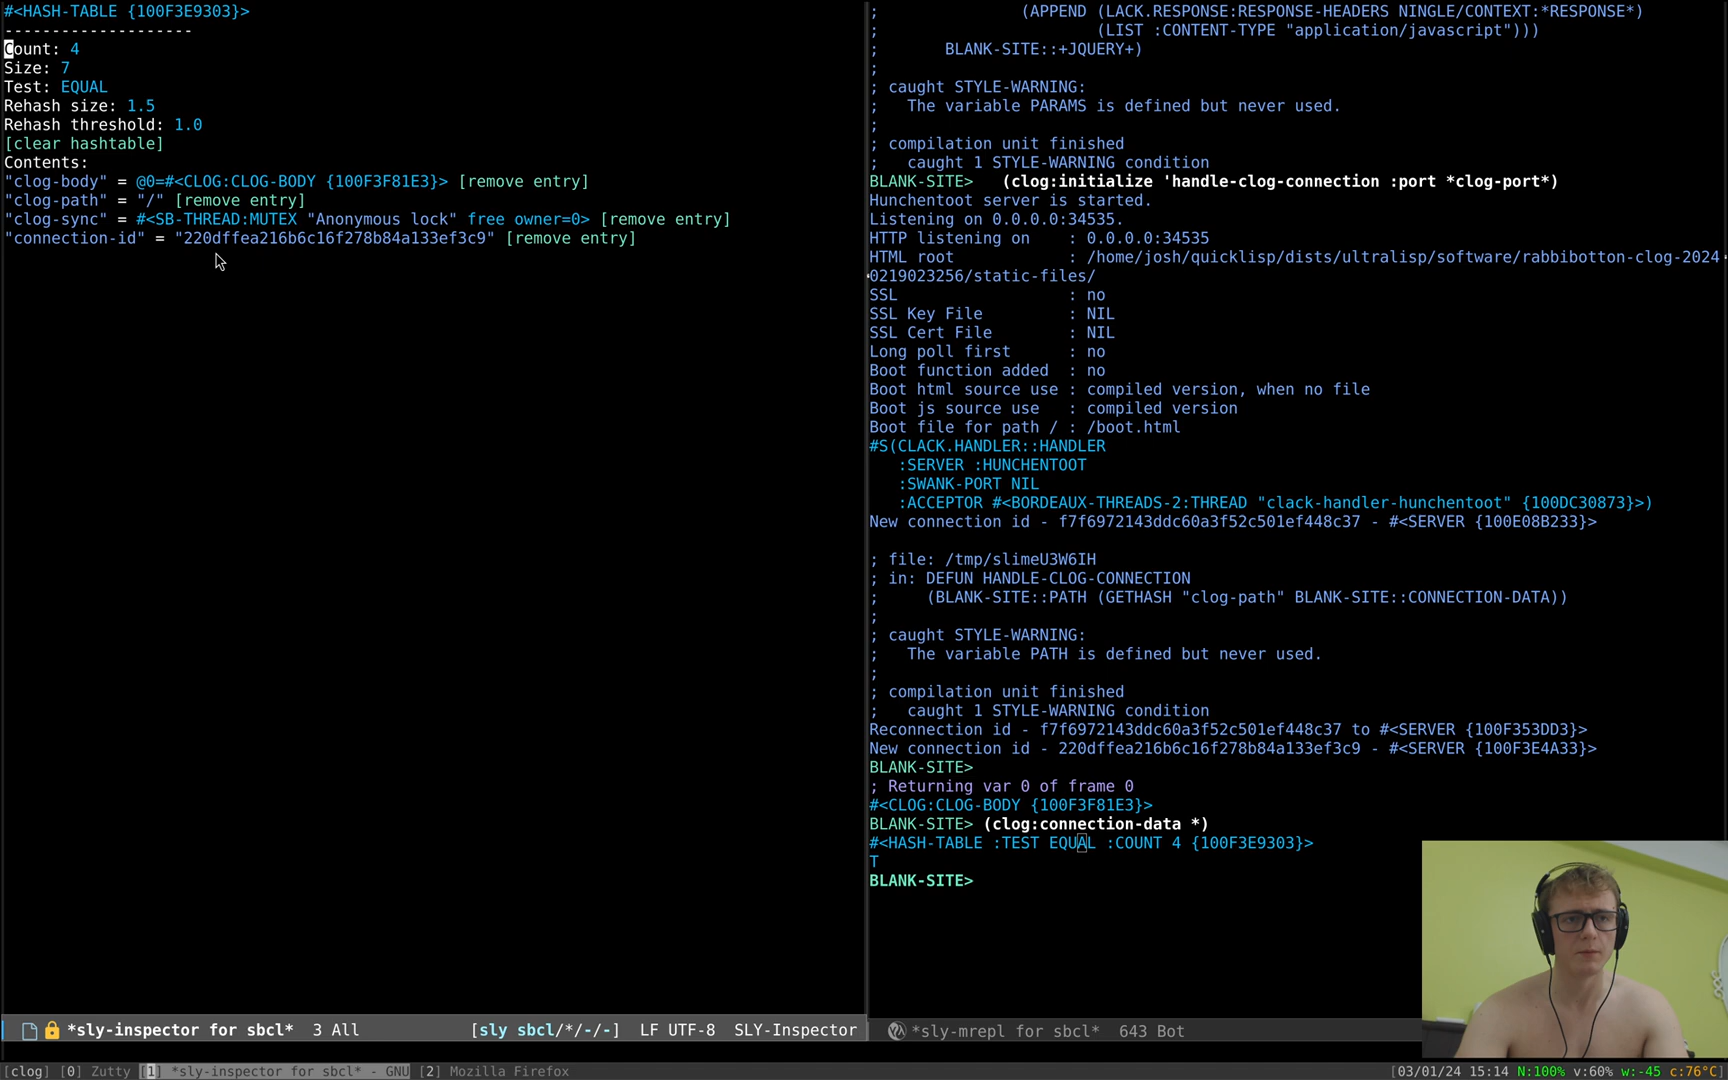 #<HASH-TABLE {100F3E9303}>
--------------------
Count: 4
Size: 7
Test: EQUAL
Rehash size: 1.5
Rehash threshold: 1.0
[clear hashtable]
Contents:
"clog-body" = @0=#<CLOG:CLOG-BODY {100F3F81E3}> [remove entry]
"clog-path" = "/" [remove entry]
"clog-sync" = #<SB-THREAD:MUTEX "Anonymous lock" free owner=0> [remove entry]
"connection-id" = "220dffea216b6c16f278b84a133ef3c9" [remove entry]
*sly-inspector for sbcl* 3 All [sly sbcl/*/-/-] LF UTF-8 SLY-Inspector
; (APPEND (LACK.RESPONSE:RESPONSE-HEADERS NINGLE/CONTEXT:*RESPONSE*)
; (LIST :CONTENT-TYPE "application/javascript")))
; BLANK-SITE::+JQUERY+)
;
; caught STYLE-WARNING:
; The variable PARAMS is defined but never used.
;
; compilation unit finished
; caught 1 STYLE-WARNING condition
BLANK-SITE> (clog:initialize 'handle-clog-connection :port *clog-port*)
Hunchentoot server is started.
Listening on 0.0.0.0:34535.
HTTP listening on : 0.0.0.0:34535
HTML root : /home/josh/quicklisp/dists/ultralisp/software/rabbibotton-clog-2024
0219023256/static-files/
SSL : no
SSL Key File : NIL
SSL Cert File : NIL
Long poll first : no
Boot function added : no
Boot html source use : compiled version, when no file
Boot js source use : compiled version
Boot file for path / : /boot.html
#S(CLACK.HANDLER::HANDLER
:SERVER :HUNCHENTOOT
:SWANK-PORT NIL
:ACCEPTOR #<BORDEAUX-THREADS-2:THREAD "clack-handler-hunchentoot" {100DC30873}>)
New connection id - f7f6972143ddc60a3f52c501ef448c37 - #<SERVER {100E08B233}>
; file: /tmp/slimeU3W6IH
; in: DEFUN HANDLE-CLOG-CONNECTION
; (BLANK-SITE::PATH (GETHASH "clog-path" BLANK-SITE::CONNECTION-DATA))
;
; caught STYLE-WARNING:
; The variable PATH is defined but never used.
;
; compilation unit finished
; caught 1 STYLE-WARNING condition
Reconnection id - f7f6972143ddc60a3f52c501ef448c37 to #<SERVER {100F353DD3}>
New connection id - 220dffea216b6c16f278b84a133ef3c9 - #<SERVER {100F3E4A33}>
BLANK-SITE>
; Returning var 0 of frame 0
#<CLOG:CLOG-BODY {100F3F81E3}>
BLANK-SITE> (clog:connection-data *)
#<HASH-TABLE :TEST EQUAL :COUNT 4 {100F3E9303}>
T
BLANK-SITE>
*sly-mrepl for sbcl* 643 Bot
[clog] [0] Zutty [1] *sly-inspector for sbcl* - GNU [2] Mozilla Firefox [03/01/24 15:14 N:100% v:60% w:-45 c:76°C]